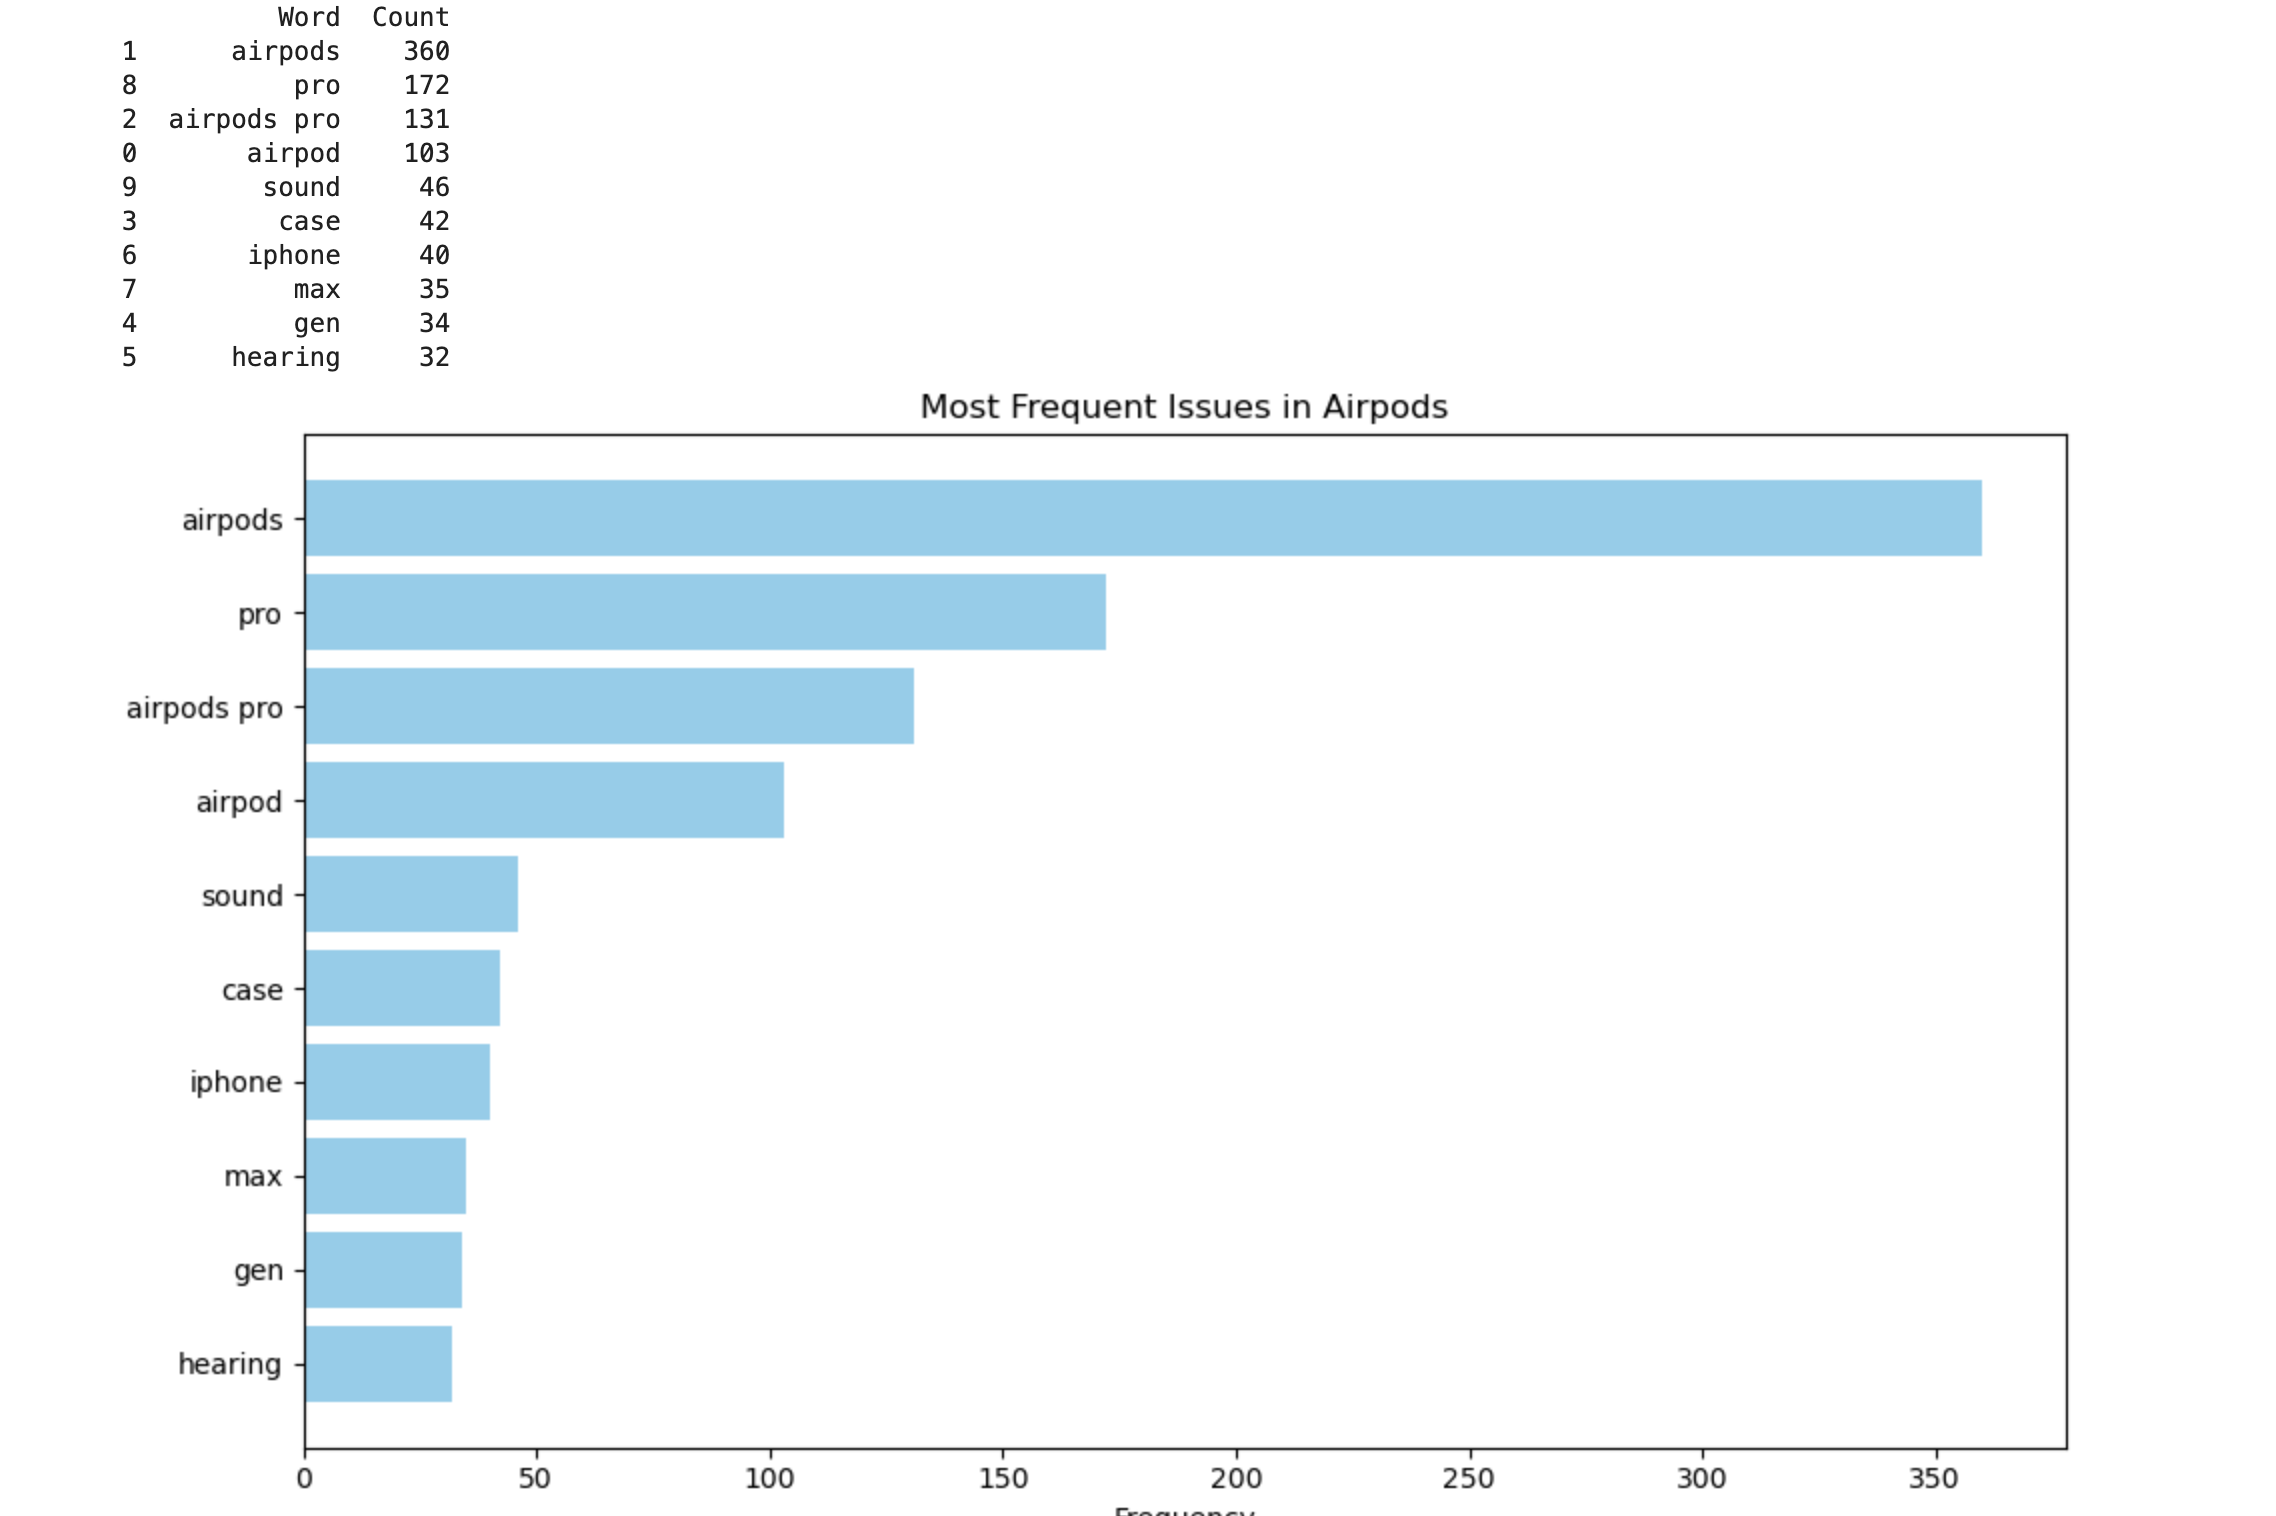 Word Count
1 airpods 360
8 pro 172
2 airpods pro 131
0 airpod 103
9 sound 46
3 case 42
6 iphone 40
7 max 35
4 gen 34
5 hearing 32
Most Frequent Issues in Airpods
airpods
pro
airpods pro
airpod
sound
case
iphone
max
gen
hearing
0 50 100 150 200 250 300 350
Frequency